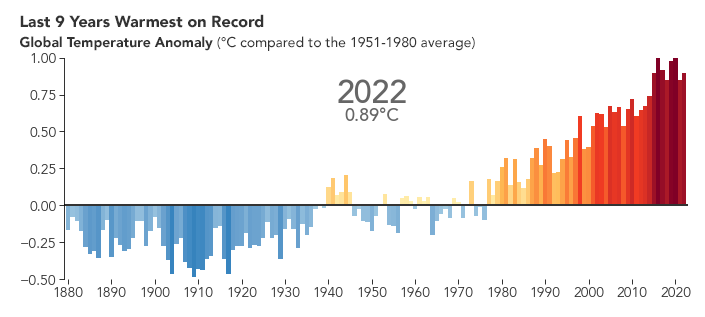 Last 9 Years Warmest on Record
Global Temperature Anomaly (°C compared to the 1951-1980 average)
1.00
2022
0.75
0.89°C
0.50
0.25
0.00
−0.25
−0.50
1880 1890 1900 1910 1920 1930 1940 1950 1960 1970 1980 1990 2000 2010 2020